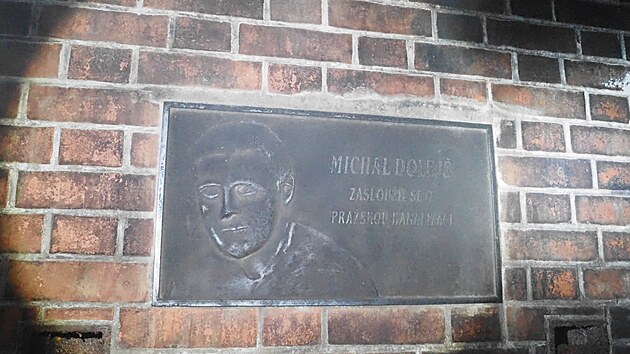 MICHAL DOLEJŠ
ZASLOUŽIL SE O
PRAŽSKOU KANALIZACI